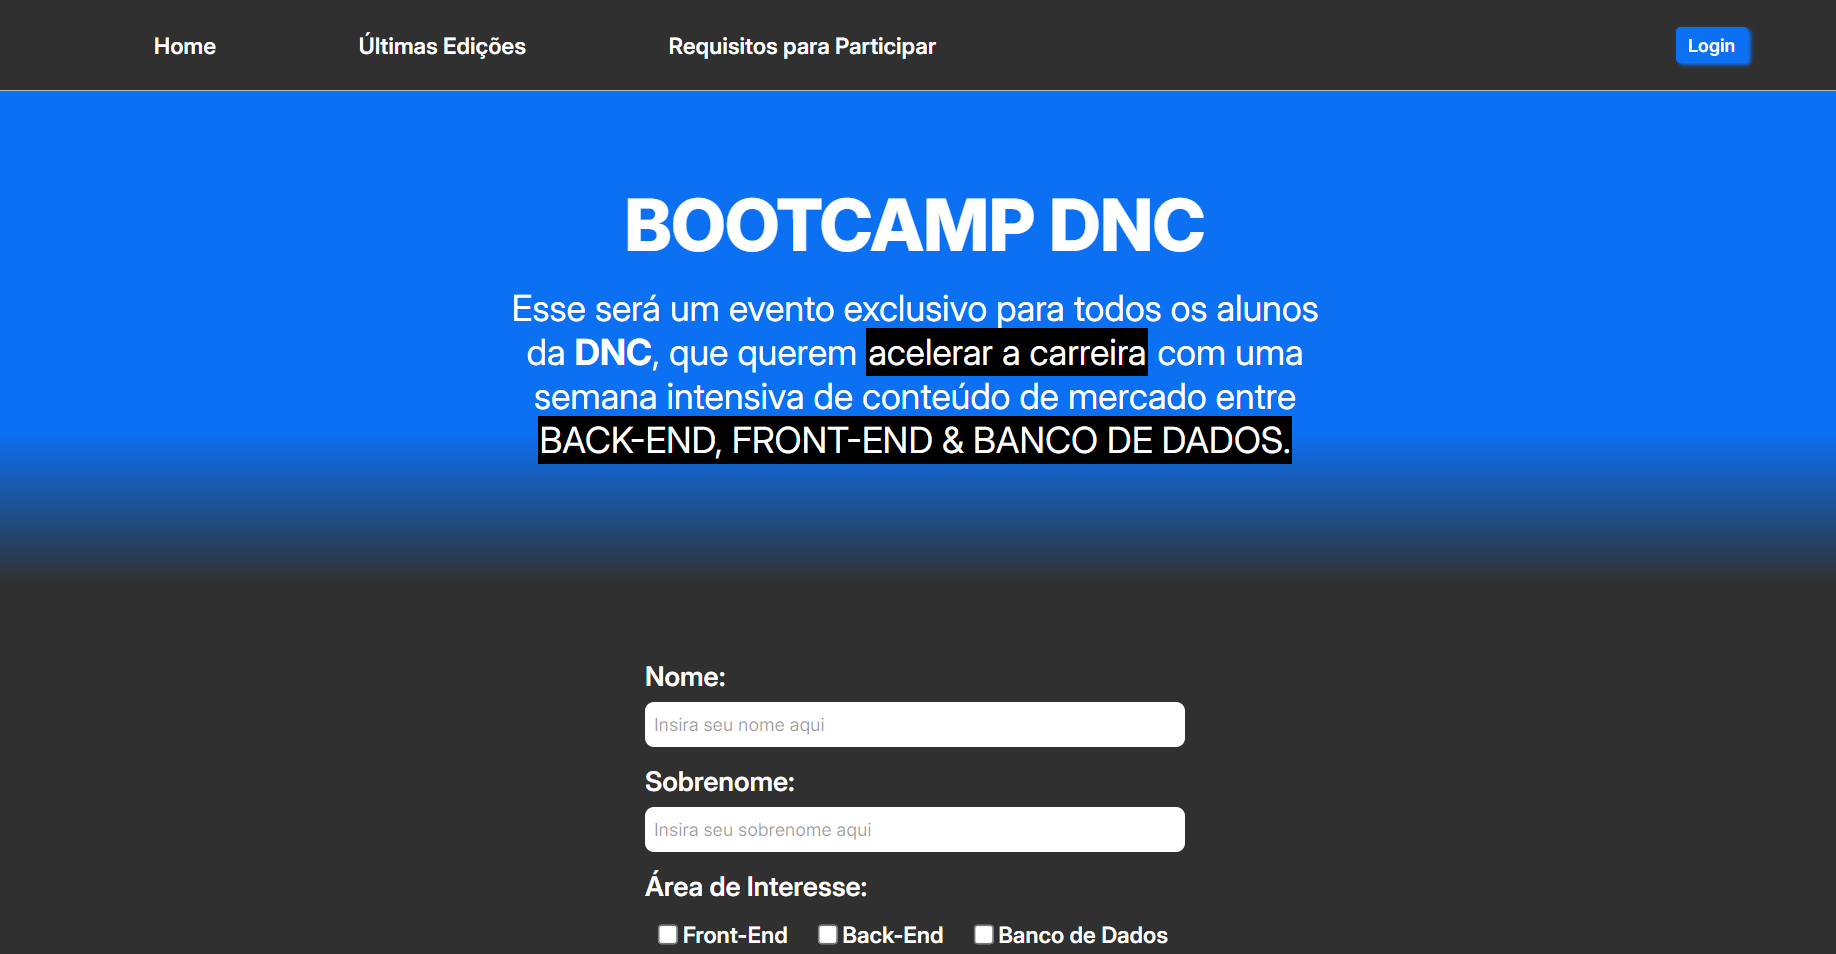 Home
Últimas Edições
Requisitos para Participar
Login
BOOTCAMP DNC
Esse será um evento exclusivo para todos os alunos
da DNC, que querem acelerar a carreira com uma
semana intensiva de conteúdo de mercado entre
BACK-END, FRONT-END & BANCO DE DADOS.
Nome:
Insira seu nome aqui
Sobrenome:
Insira seu sobrenome aqui
Área de Interesse:
Front-End
Back-End
Banco de Dados